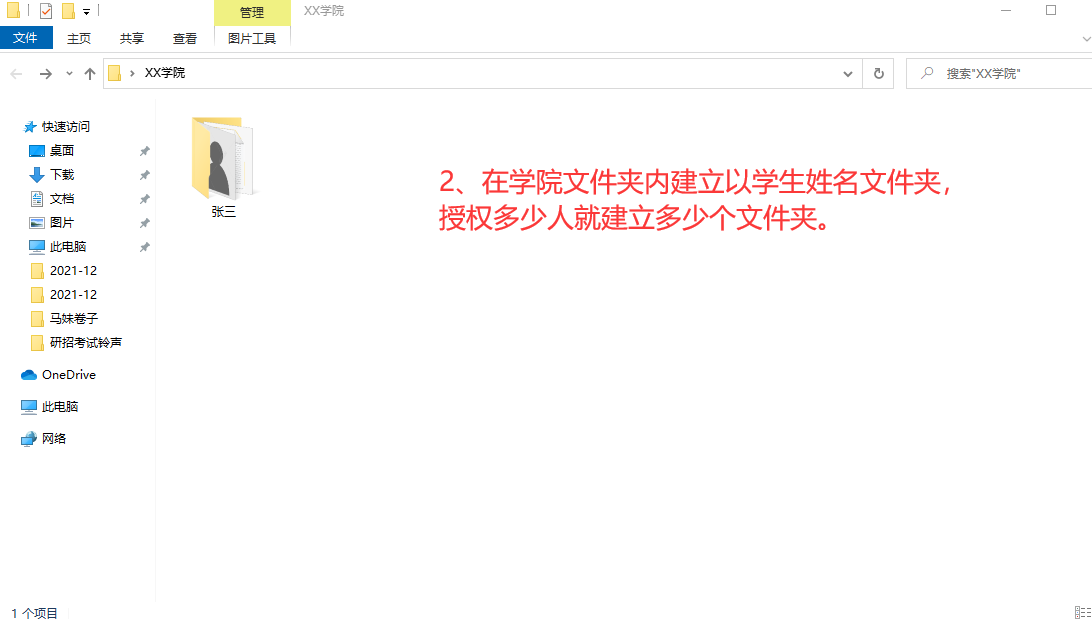 管理
XX学院
文件
主页
共享
查看
图片工具
XX学院
搜索"XX学院"
快速访问
桌面
下载
文档
图片
此电脑
2021-12
2021-12
马妹卷子
研招考试铃声
OneDrive
此电脑
网络
张三
2、在学院文件夹内建立以学生姓名文件夹，
授权多少人就建立多少个文件夹。
1 个项目